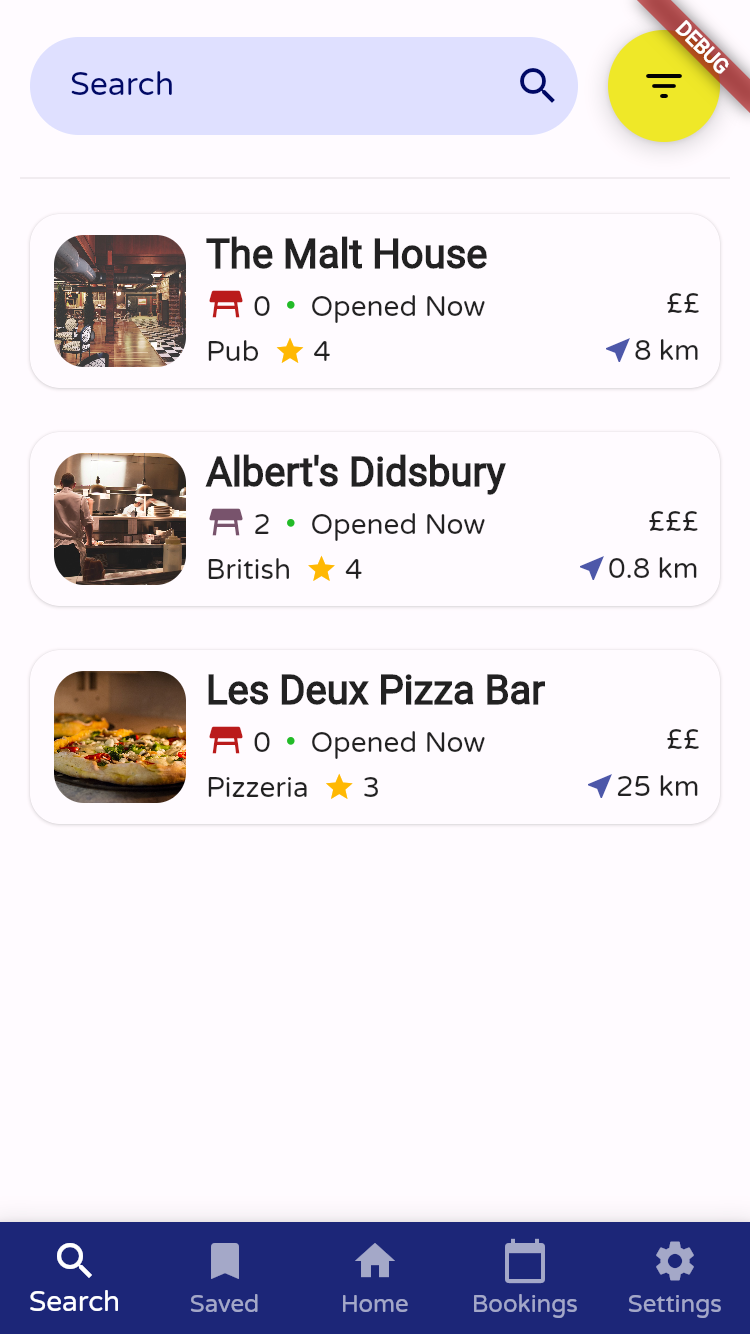 DEBUG
Search
The Malt House
0 • Opened Now ££
Pub 4 8 km
Albert's Didsbury
2 • Opened Now £££
British 4 0.8 km
Les Deux Pizza Bar
0 • Opened Now ££
Pizzeria 3 25 km
Search Saved Home Bookings Settings